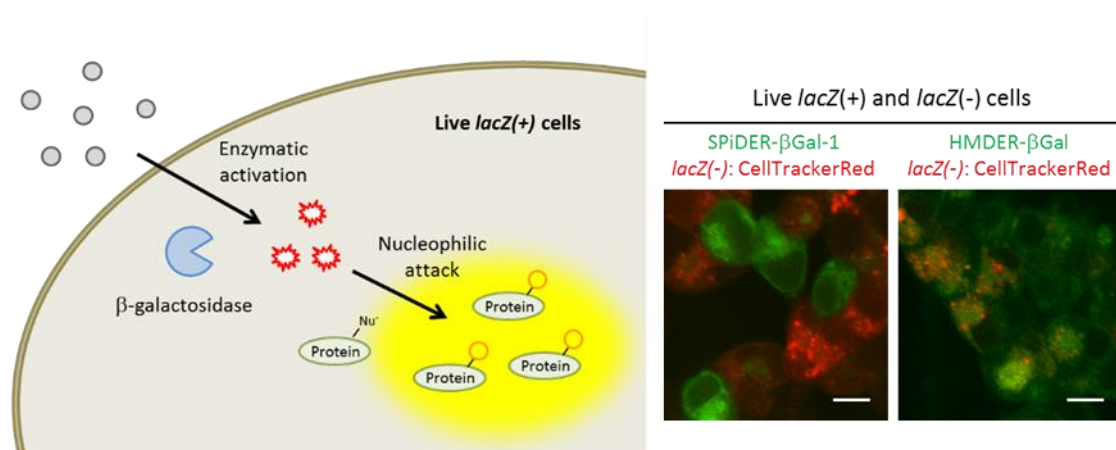 Live lacZ(+) cells
Enzymatic
activation
Nucleophilic
attack
β-galactosidase
Nu⁻
Protein
Protein
Protein
Protein
Live lacZ(+) and lacZ(-) cells
SPiDER-βGal-1
lacZ(-): CellTrackerRed
HMDER-βGal
lacZ(-): CellTrackerRed